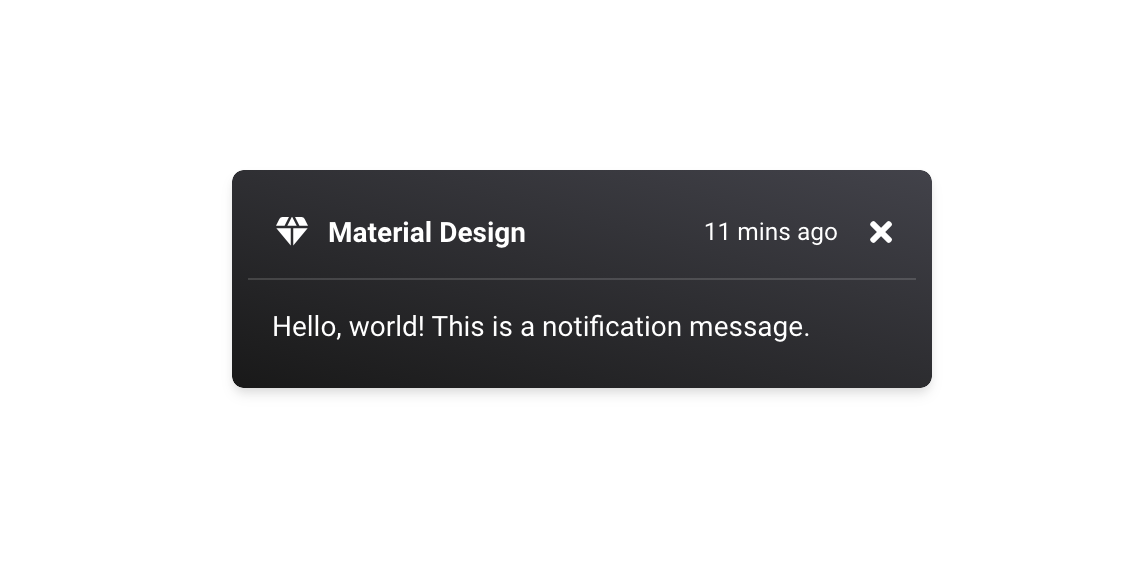 Material Design 11 mins ago
Hello, world! This is a notification message.